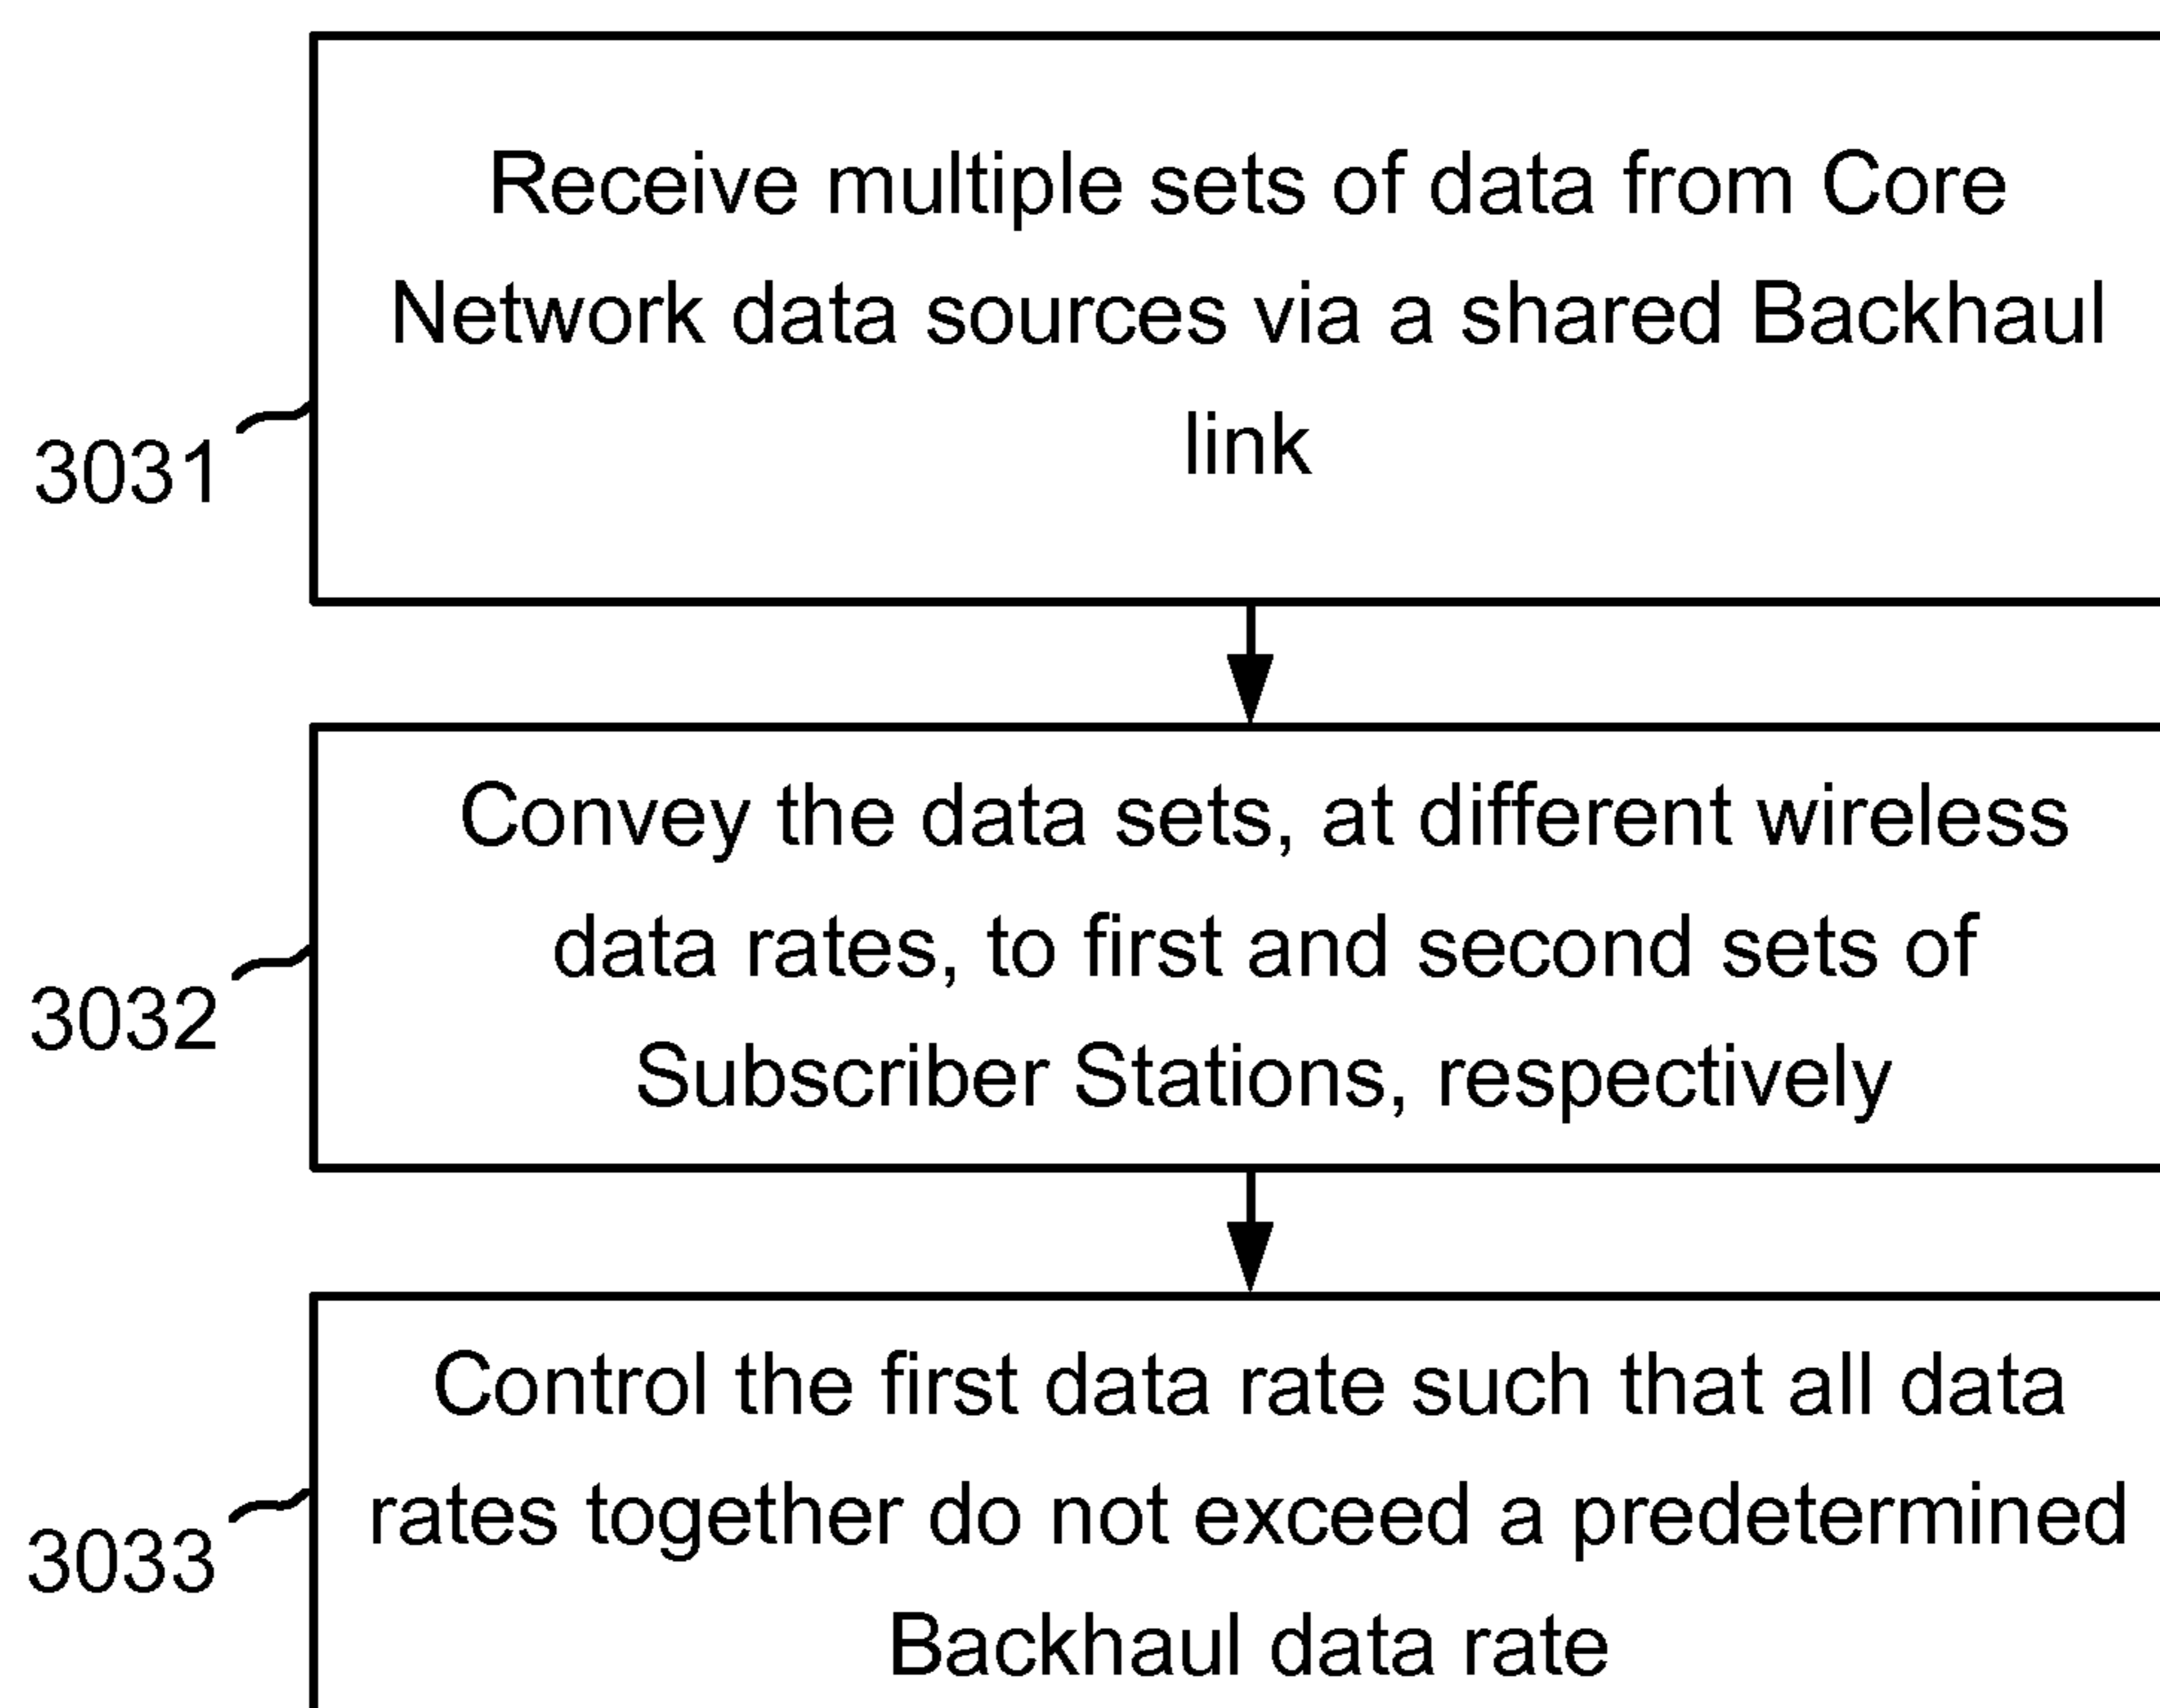 Receive multiple sets of data from Core
Network data sources via a shared Backhaul
link
3031
Convey the data sets, at different wireless
data rates, to first and second sets of
Subscriber Stations, respectively
3032
Control the first data rate such that all data
rates together do not exceed a predetermined
Backhaul data rate
3033